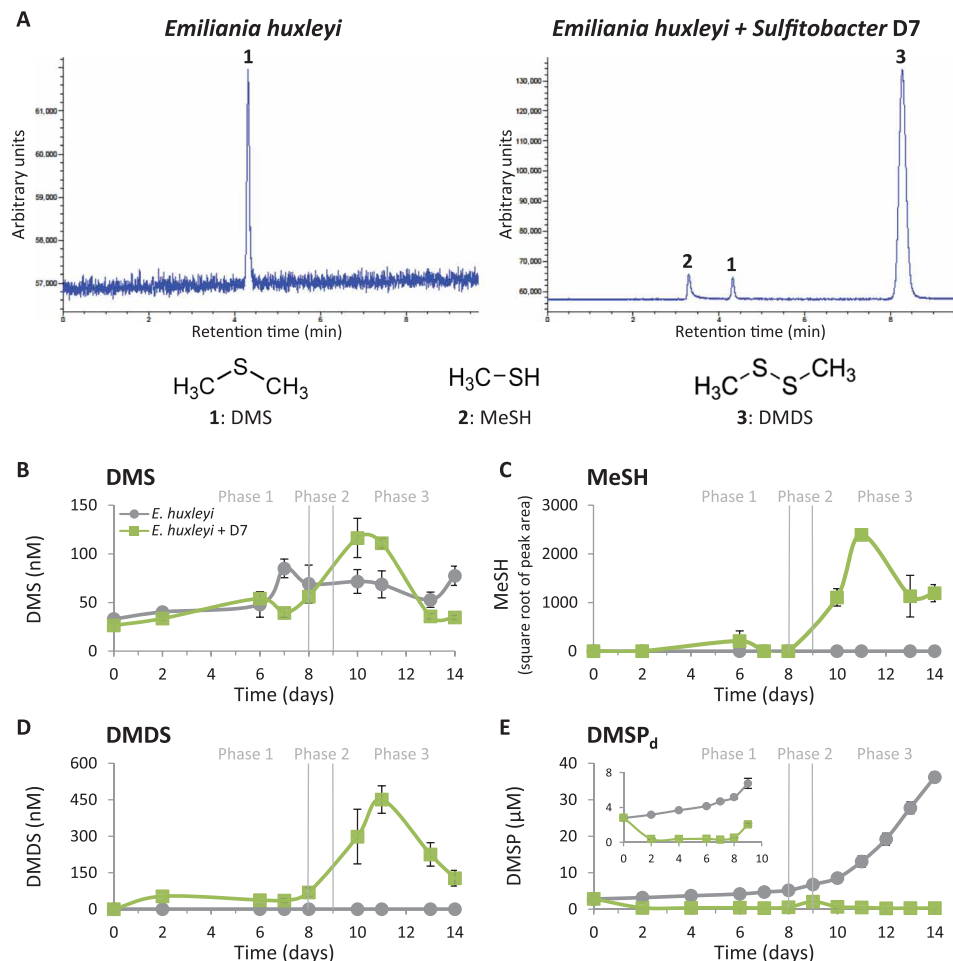 A
Emiliania huxleyi
Emiliania huxleyi + Sulfitobacter D7
1
Arbitrary units
61,000
60,000
59,000
58,000
57,000
0 2 4 6 8
Retention time (min)
3
2
1
Arbitrary units
130,000
120,000
110,000
100,000
90,000
80,000
70,000
60,000
0 2 4 6 8
Retention time (min)
H₃C S CH₃
1: DMS
H₃C–SH
2: MeSH
H₃C S S CH₃
3: DMDS
B DMS
Phase 1 Phase 2 Phase 3
E. huxleyi
E. huxleyi + D7
DMS (nM)
150
100
50
0
0 2 4 6 8 10 12 14
Time (days)
C MeSH
Phase 1 Phase 2 Phase 3
MeSH
(square root of peak area)
3000
2000
1000
0
0 2 4 6 8 10 12 14
Time (days)
D DMDS
Phase 1 Phase 2 Phase 3
DMDS (nM)
600
450
300
150
0
0 2 4 6 8 10 12 14
Time (days)
E DMSPd
Phase 1 Phase 2 Phase 3
DMSP (μM)
40
30
20
10
0
8
4
0
0 2 4 6 8 10
0 2 4 6 8 10 12 14
Time (days)